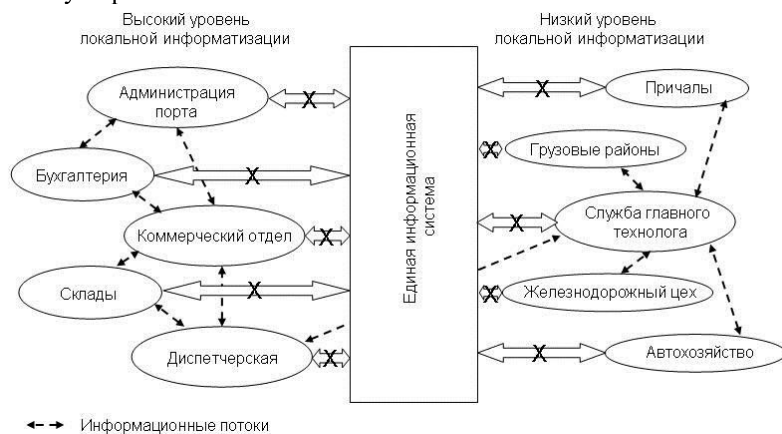 Высокий уровень
локальной информатизации
Низкий уровень
локальной информатизации
Администрация
порта
Бухгалтерия
Коммерческий отдел
Склады
Диспетчерская
Единая информационная
система
Причалы
Грузовые районы
Служба главного
технолога
Железнодорожный цех
Автохозяйство
X
X
X
X
X
X
X
X
X
X
Информационные потоки